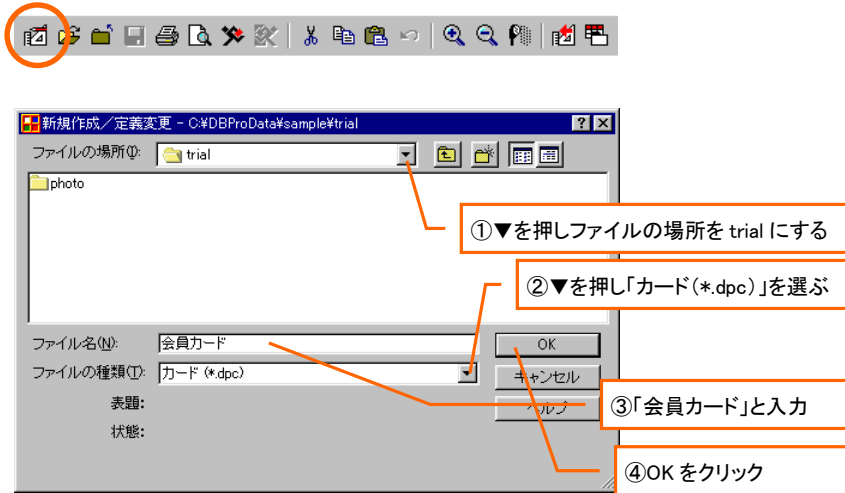 新規作成／定義変更 - C:¥DBProData¥sample¥trial
ファイルの場所(I):
trial
photo
①▼を押しファイルの場所を trial にする
②▼を押し「カード（*.dpc）」を選ぶ
ファイル名(N):
会員カード
OK
ファイルの種類(T):
カード (*.dpc)
キャンセル
表題:
ヘルプ
③「会員カード」と入力
状態:
④OK をクリック